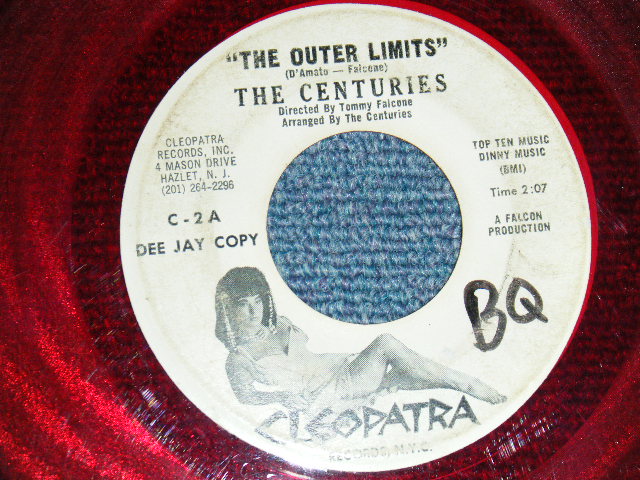 "THE OUTER LIMITS"
(D'Amato — Falcone)
THE CENTURIES
Directed By Tommy Falcone
Arranged By The Centuries
CLEOPATRA
RECORDS, INC.
4 MASON DRIVE
HAZLET, N. J.
(201) 264-2296
C-2A
DEE JAY COPY
TOP TEN MUSIC
DINNY MUSIC
(BMI)
Time 2:07
A FALCON
PRODUCTION
BQ
CLEOPATRA
RECORDS, N.Y.C.